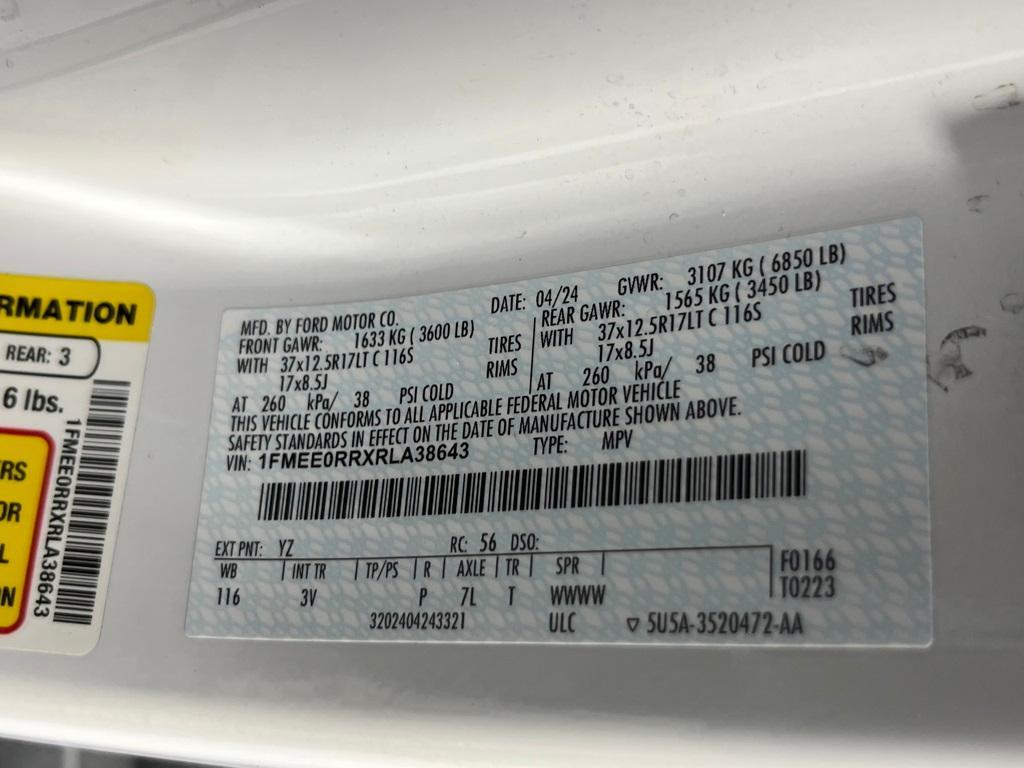 RMATION
REAR: 3
6 lbs.
RS
OR
L
N
1FMEE0RRXRLA38643
MFD. BY FORD MOTOR CO.
DATE: 04/24 GVWR: 3107 KG ( 6850 LB)
FRONT GAWR: 1633 KG ( 3600 LB)
WITH 37x12.5R17LT C 116S TIRES
17x8.5J RIMS
AT 260 kPa/ 38 PSI COLD
REAR GAWR: 1565 KG ( 3450 LB)
WITH 37x12.5R17LT C 116S TIRES
17x8.5J RIMS
AT 260 kPa/ 38 PSI COLD
THIS VEHICLE CONFORMS TO ALL APPLICABLE FEDERAL MOTOR VEHICLE
SAFETY STANDARDS IN EFFECT ON THE DATE OF MANUFACTURE SHOWN ABOVE.
VIN: 1FMEE0RRXRLA38643 TYPE: MPV
EXT PNT: YZ RC: 56 DSO:
WB | INT TR | TP/PS | R | AXLE | TR | SPR | F0166
116 3V P 7L T WWWW T0223
3202404243321 ULC ▽ 5U5A-3520472-AA